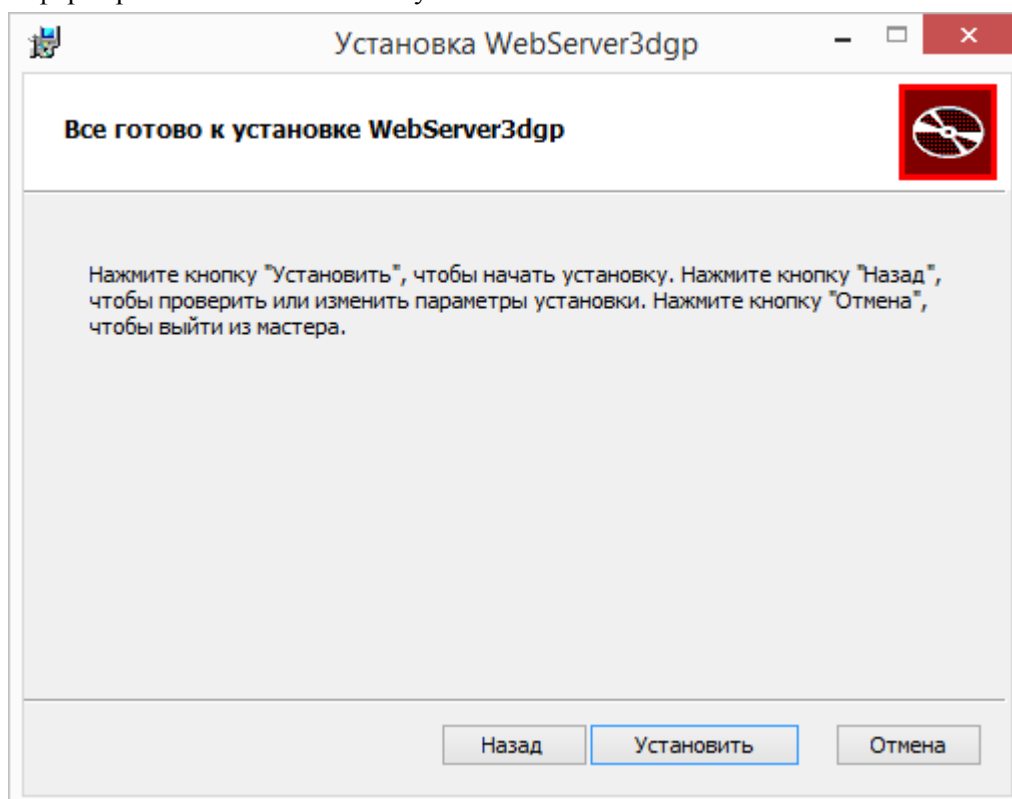 Установка WebServer3dgp
Все готово к установке WebServer3dgp
Нажмите кнопку "Установить", чтобы начать установку. Нажмите кнопку "Назад",
чтобы проверить или изменить параметры установки. Нажмите кнопку "Отмена",
чтобы выйти из мастера.
Назад
Установить
Отмена